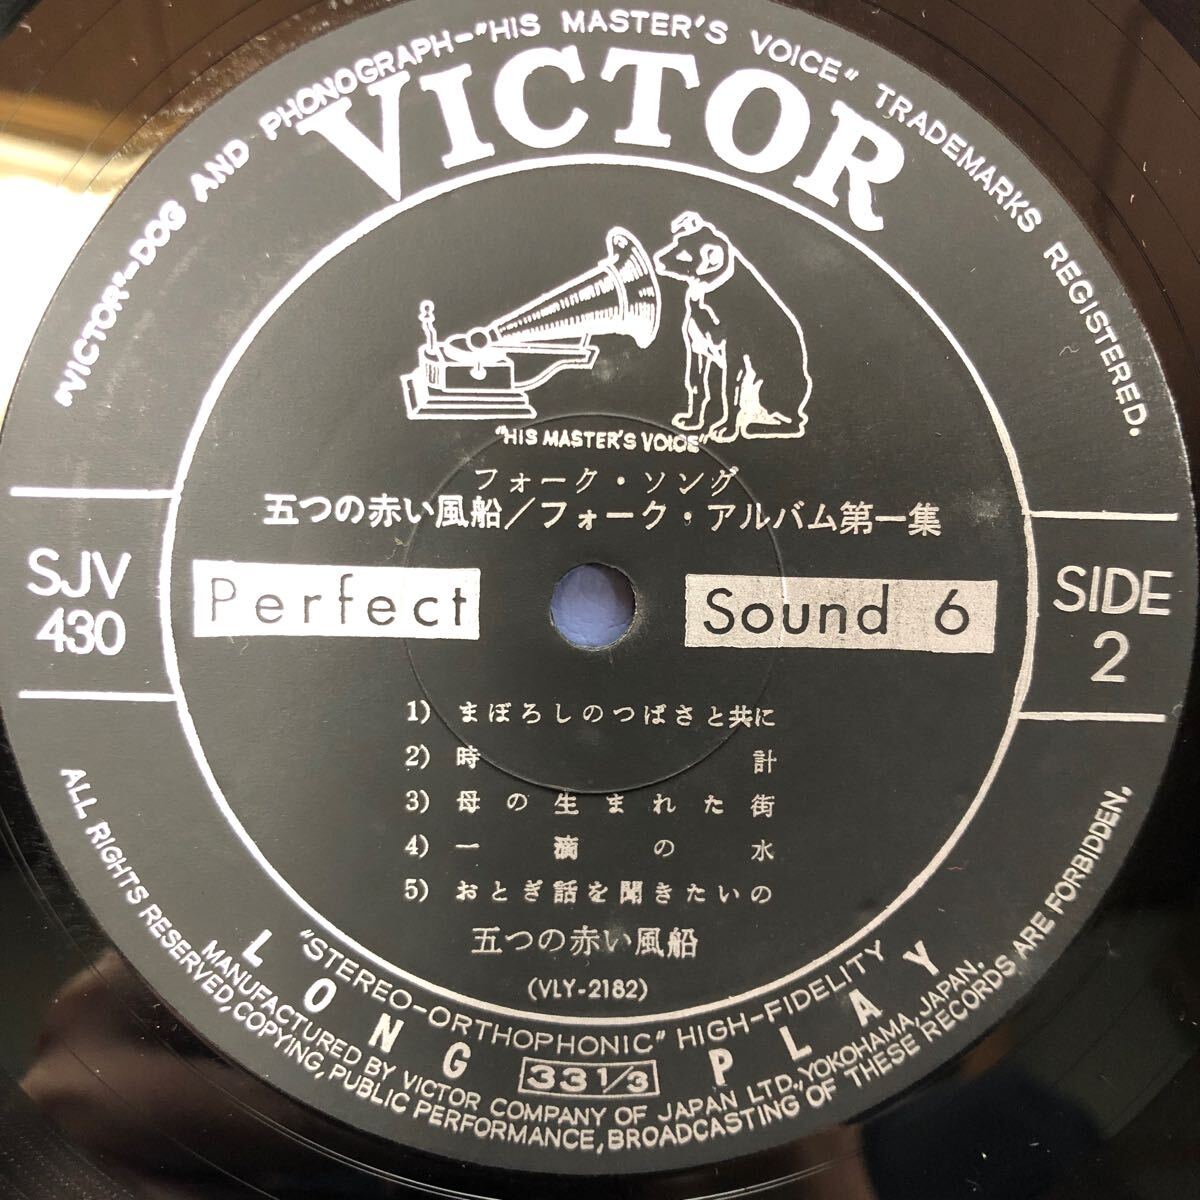 "VICTOR"-DOG AND PHONOGRAPH-"HIS MASTER'S VOICE" TRADEMARKS REGISTERED.
VICTOR
"HIS MASTER'S VOICE"
フォーク・ソング
五つの赤い風船/フォーク・アルバム第一集
SJV
430
Perfect
Sound 6
SIDE
2
1) まぼろしのつばさと共に
2) 時計
3) 母の生まれた街
4) 一滴の水
5) おとぎ話を聞きたいの
五つの赤い風船
(VLY-2182)
"STEREO-ORTHOPHONIC" HIGH-FIDELITY
LONG PLAY
33 1/3
MANUFACTURED BY VICTOR COMPANY OF JAPAN LTD., YOKOHAMA, JAPAN.
ALL RIGHTS RESERVED, COPYING, PUBLIC PERFORMANCE, BROADCASTING OF THESE RECORDS ARE FORBIDDEN.